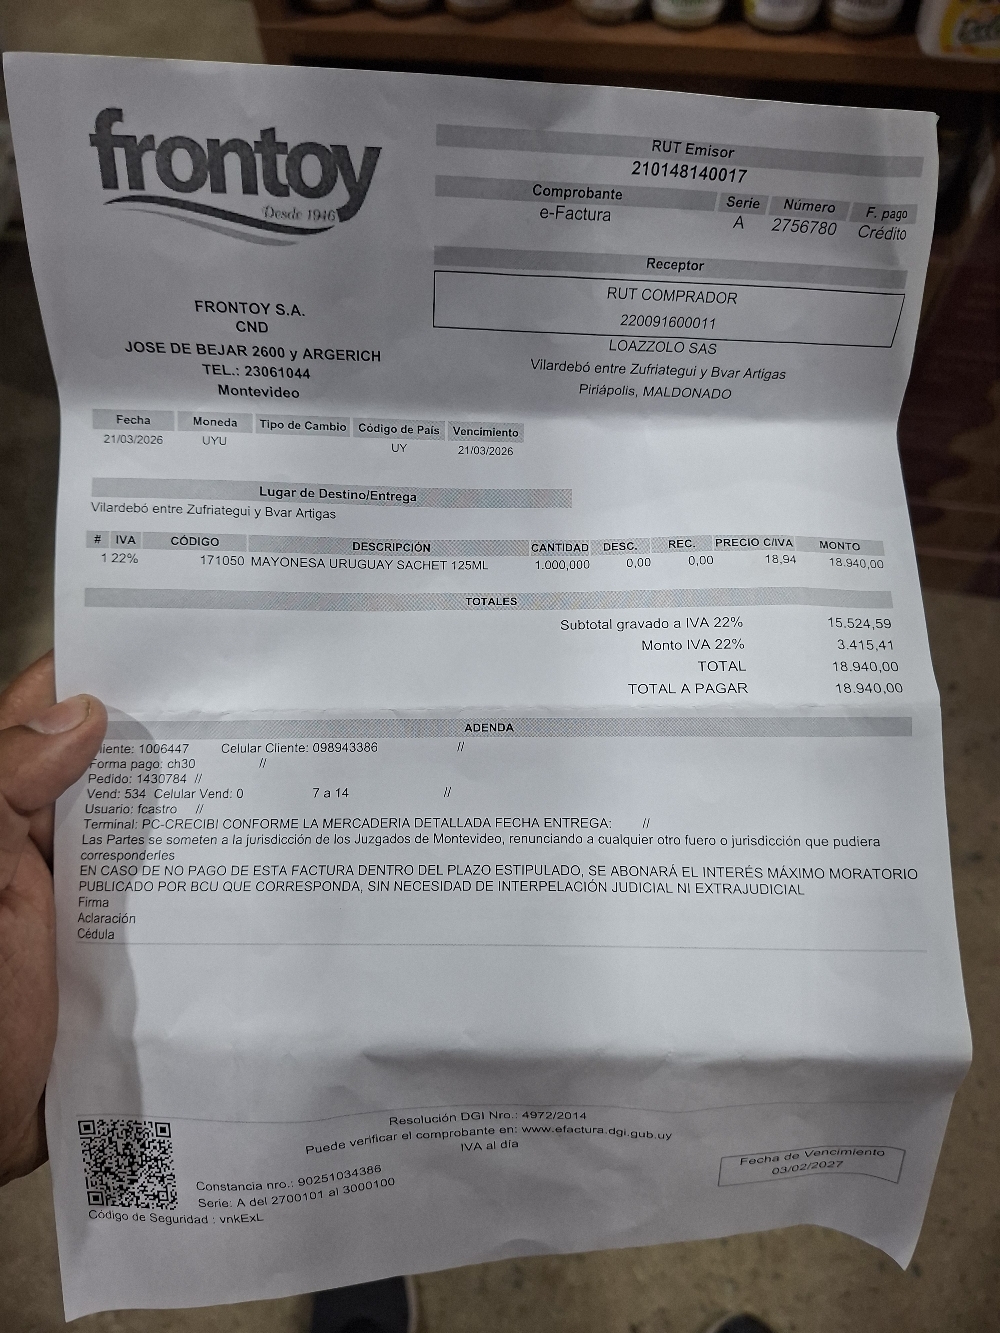 frontoy
Desde 1946
RUT Emisor
210148140017
Comprobante Serie Número F. pago
e-Factura A 2756780 Crédito
Receptor
RUT COMPRADOR
220091600011
LOAZZOLO SAS
Vilardebó entre Zufriategui y Bvar Artigas
Piriápolis, MALDONADO
FRONTOY S.A.
CND
JOSE DE BEJAR 2600 y ARGERICH
TEL.: 23061044
Montevideo
Fecha Moneda Tipo de Cambio Código de País Vencimiento
21/03/2026 UYU UY 21/03/2026
Lugar de Destino/Entrega
Vilardebó entre Zufriategui y Bvar Artigas
# IVA CÓDIGO DESCRIPCIÓN CANTIDAD DESC. REC. PRECIO C/IVA MONTO
1 22% 171050 MAYONESA URUGUAY SACHET 125ML 1.000,000 0,00 0,00 18,94 18.940,00
TOTALES
Subtotal gravado a IVA 22% 15.524,59
Monto IVA 22% 3.415,41
TOTAL 18.940,00
TOTAL A PAGAR 18.940,00
ADENDA
liente: 1006447 Celular Cliente: 098943386 //
Forma pago: ch30 //
Pedido: 1430784 //
Vend: 534 Celular Vend: 0 7 a 14 //
Usuario: fcastro //
Terminal: PC-CRECIBI CONFORME LA MERCADERIA DETALLADA FECHA ENTREGA: //
Las Partes se someten a la jurisdicción de los Juzgados de Montevideo, renunciando a cualquier otro fuero o jurisdicción que pudiera
corresponderles
EN CASO DE NO PAGO DE ESTA FACTURA DENTRO DEL PLAZO ESTIPULADO, SE ABONARÁ EL INTERÉS MÁXIMO MORATORIO
PUBLICADO POR BCU QUE CORRESPONDA, SIN NECESIDAD DE INTERPELACIÓN JUDICIAL NI EXTRAJUDICIAL
Firma
Aclaración
Cédula
Resolución DGI Nro.: 4972/2014
Puede verificar el comprobante en: www.efactura.dgi.gub.uy
IVA al día
Constancia nro.: 90251034386
Serie: A del 2700101 al 3000100
Código de Seguridad : vnkExL
Fecha de Vencimiento
03/02/2027